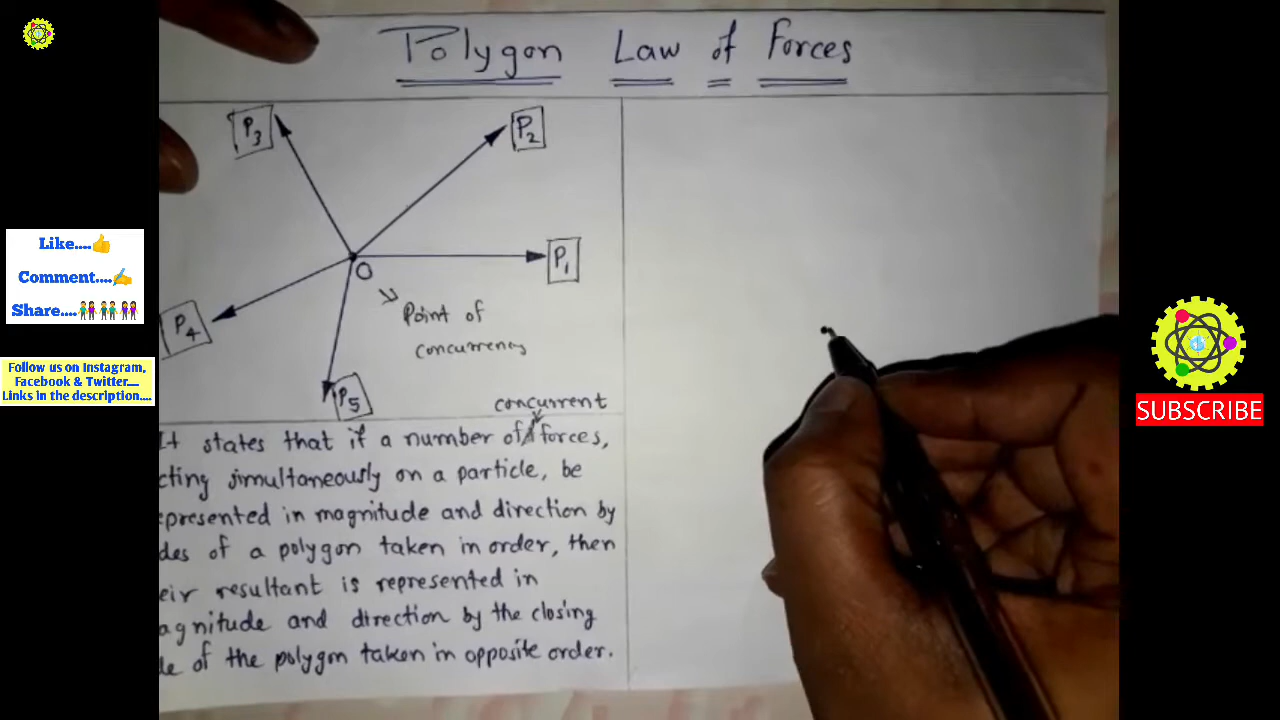 Polygon Law of Forces
P3
P2
P1
O
Point of
concurrency
P4
P5
concurrent
It states that if a number of forces,
cting simultaneously on a particle, be
epresented in magnitude and direction by
des of a polygon taken in order, then
eir resultant is represented in
agnitude and direction by the closing
de of the polygon taken in opposite order.
Like....👍
Comment....✍
Share....
Follow us on Instagram,
Facebook & Twitter....
Links in the description....
SUBSCRIBE